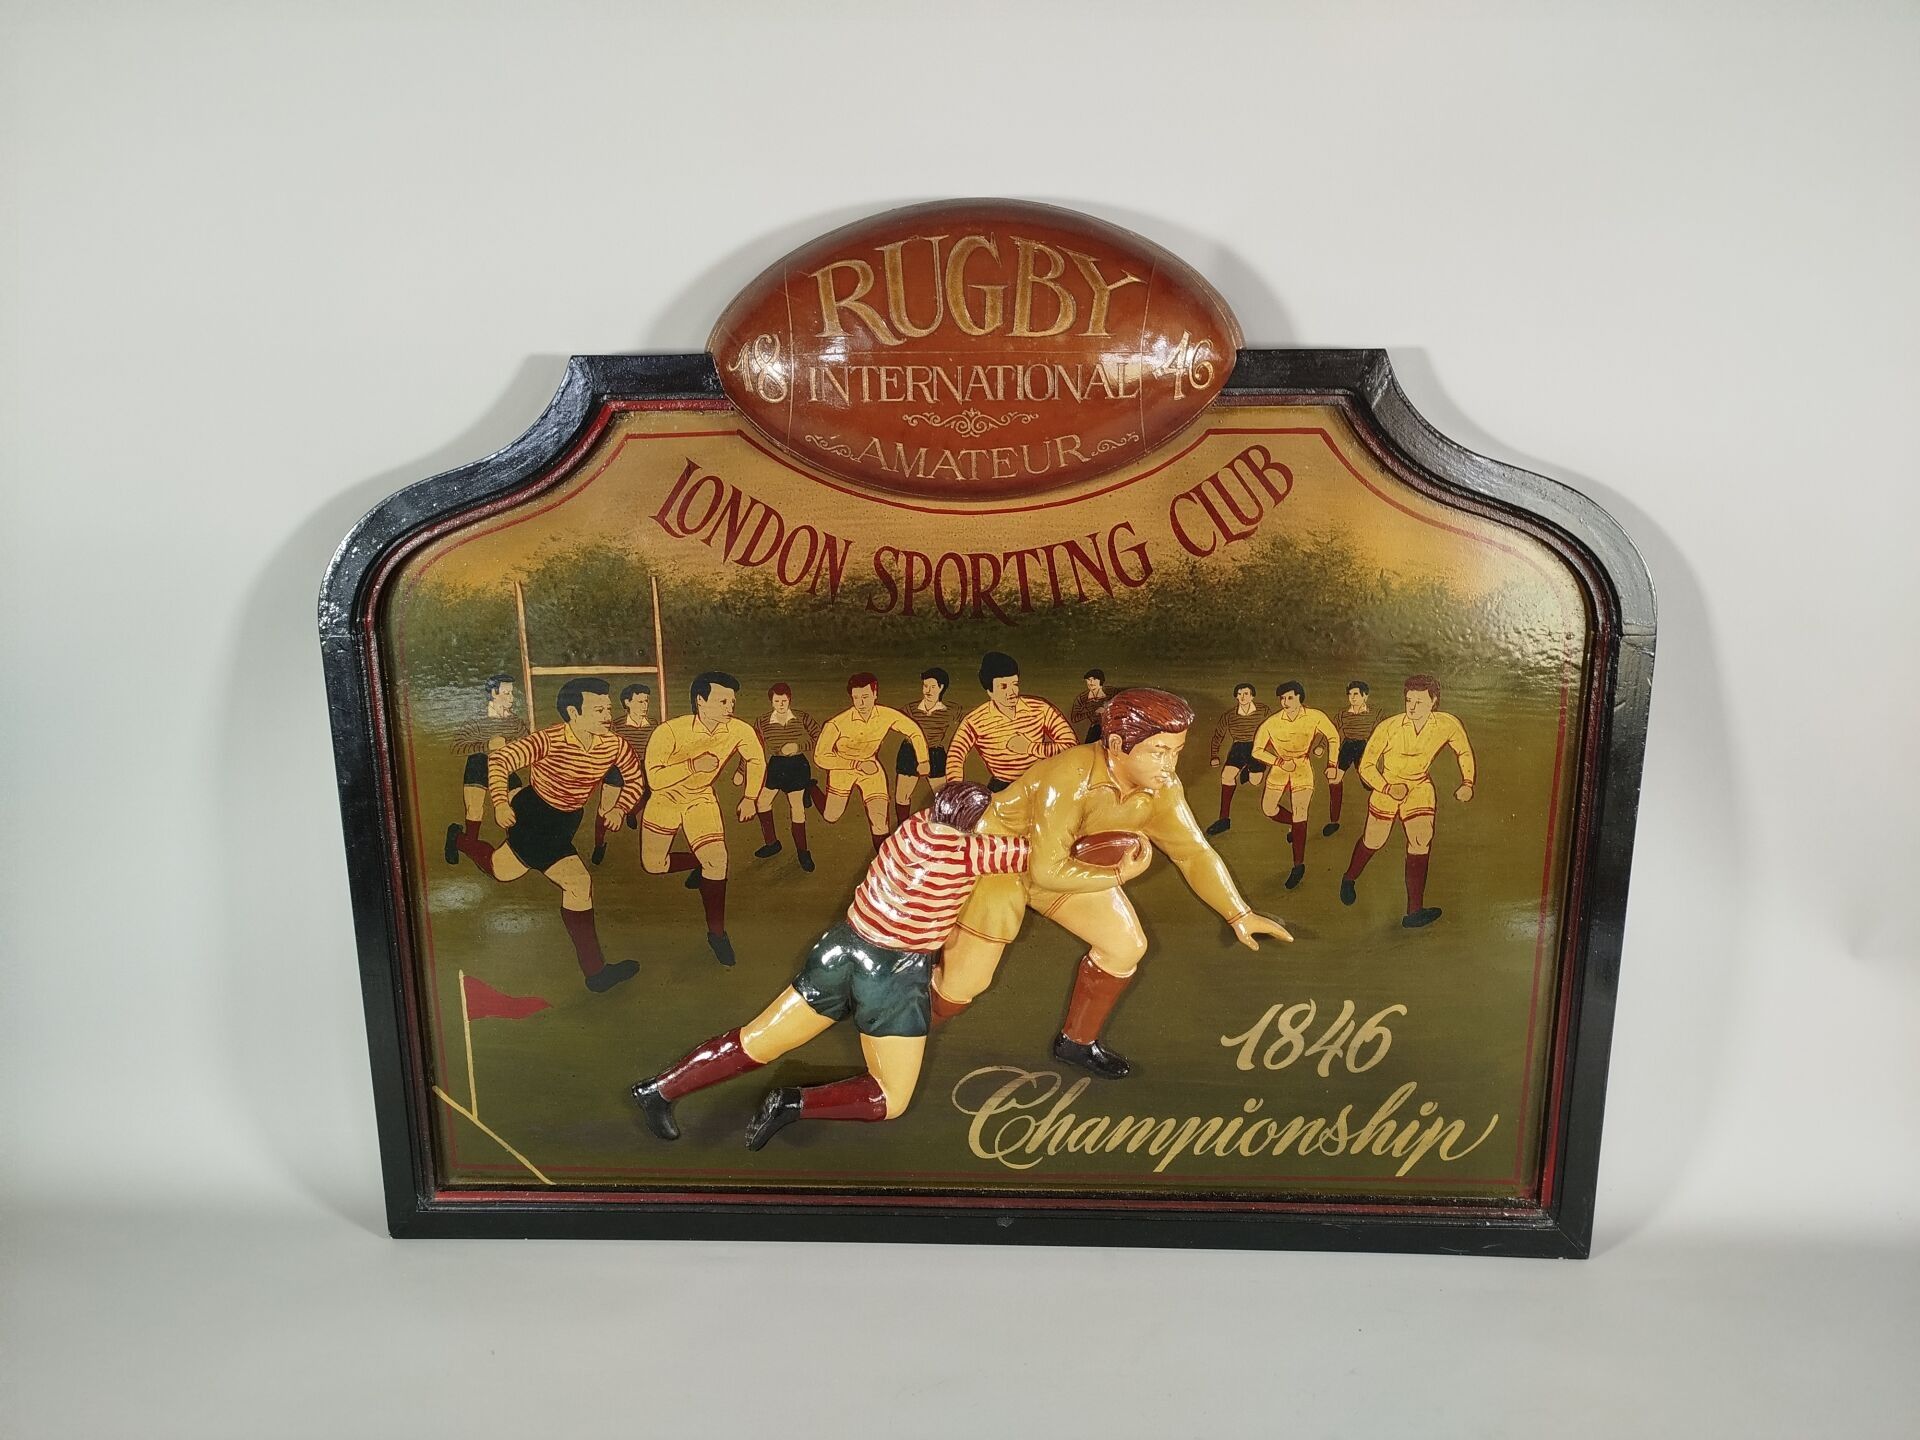 RUGBY
18 INTERNATIONAL 46
AMATEUR
LONDON SPORTING CLUB
1846
Championship